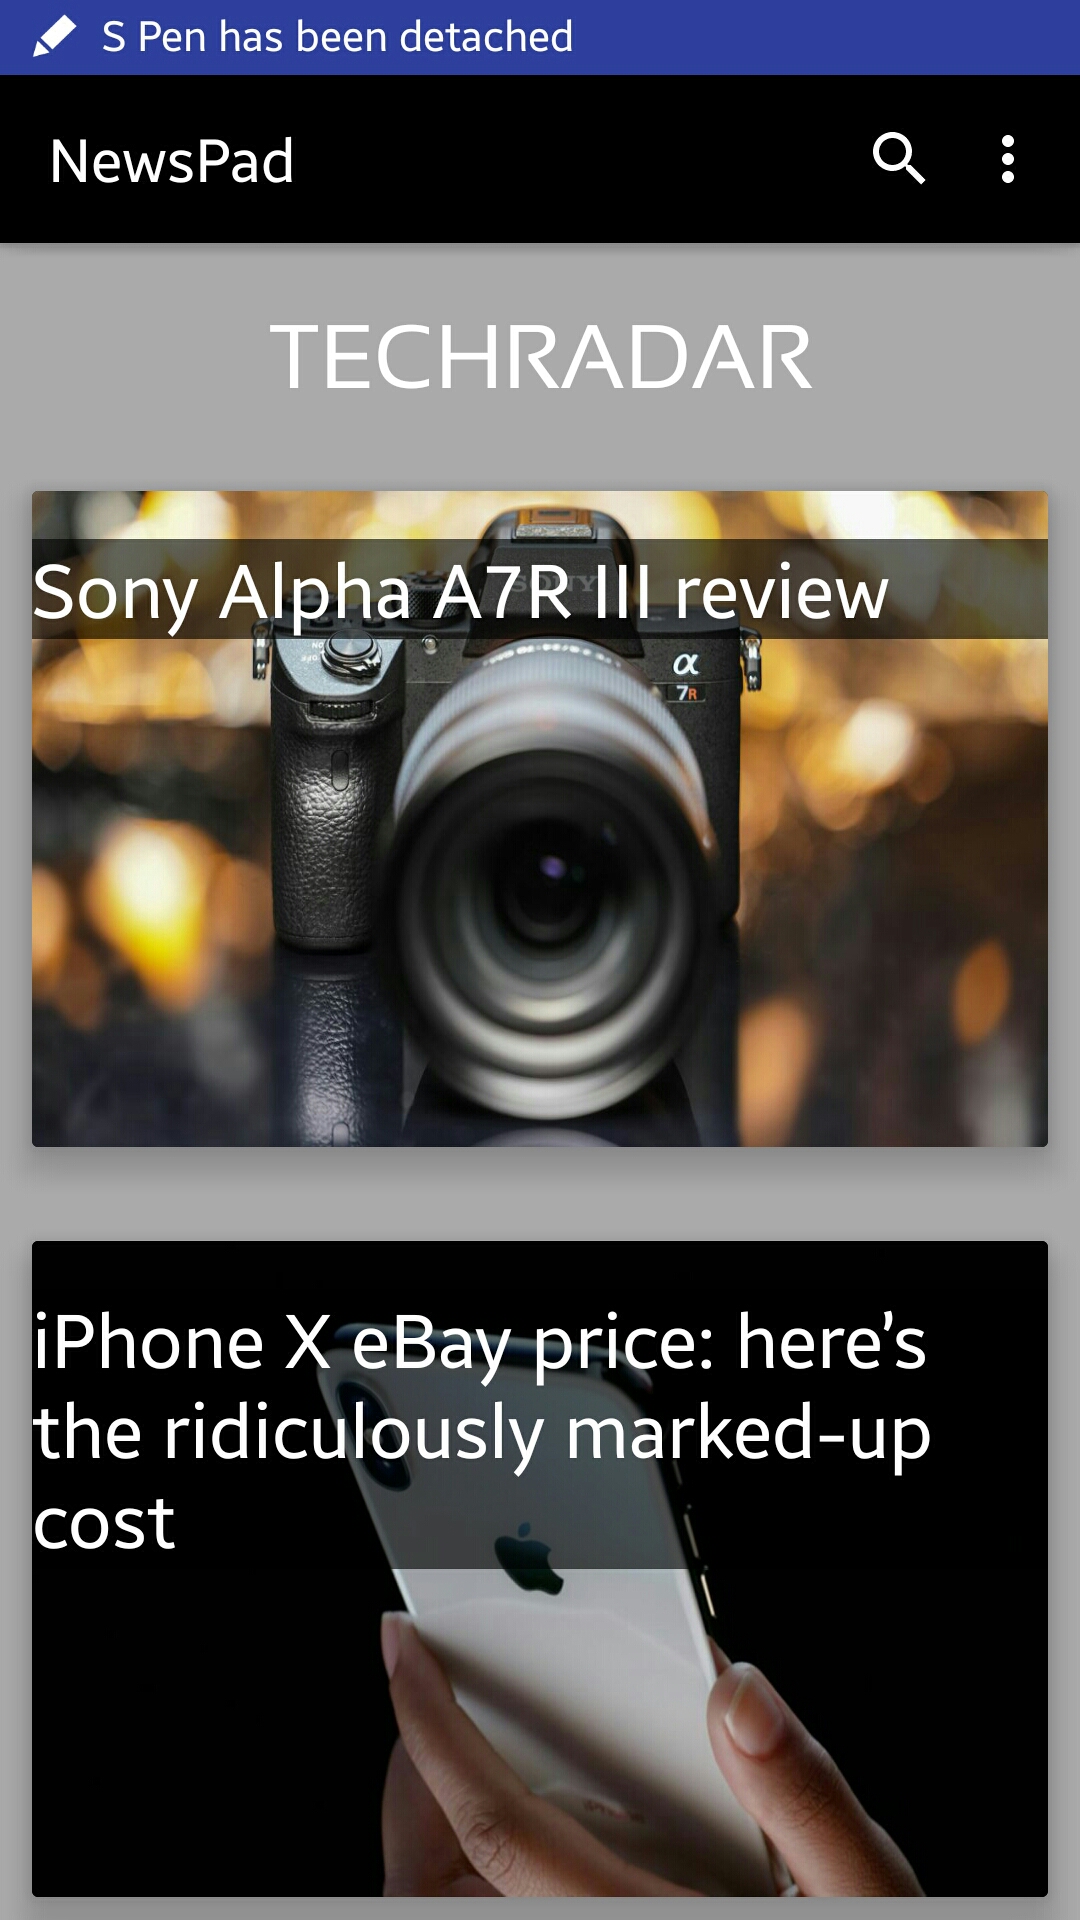 S Pen has been detached
NewsPad
TECHRADAR
Sony Alpha A7R III review
SONY
α
7R
iPhone X eBay price: here’s
the ridiculously marked-up
cost